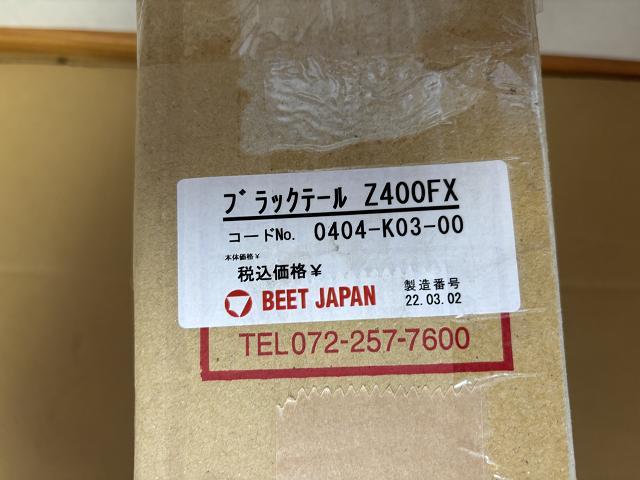 ブラックテール Z400FX
コードNo. 0404-K03-00
本体価格¥
税込価格¥
BEET JAPAN
製造番号
22.03.02
TEL072-257-7600